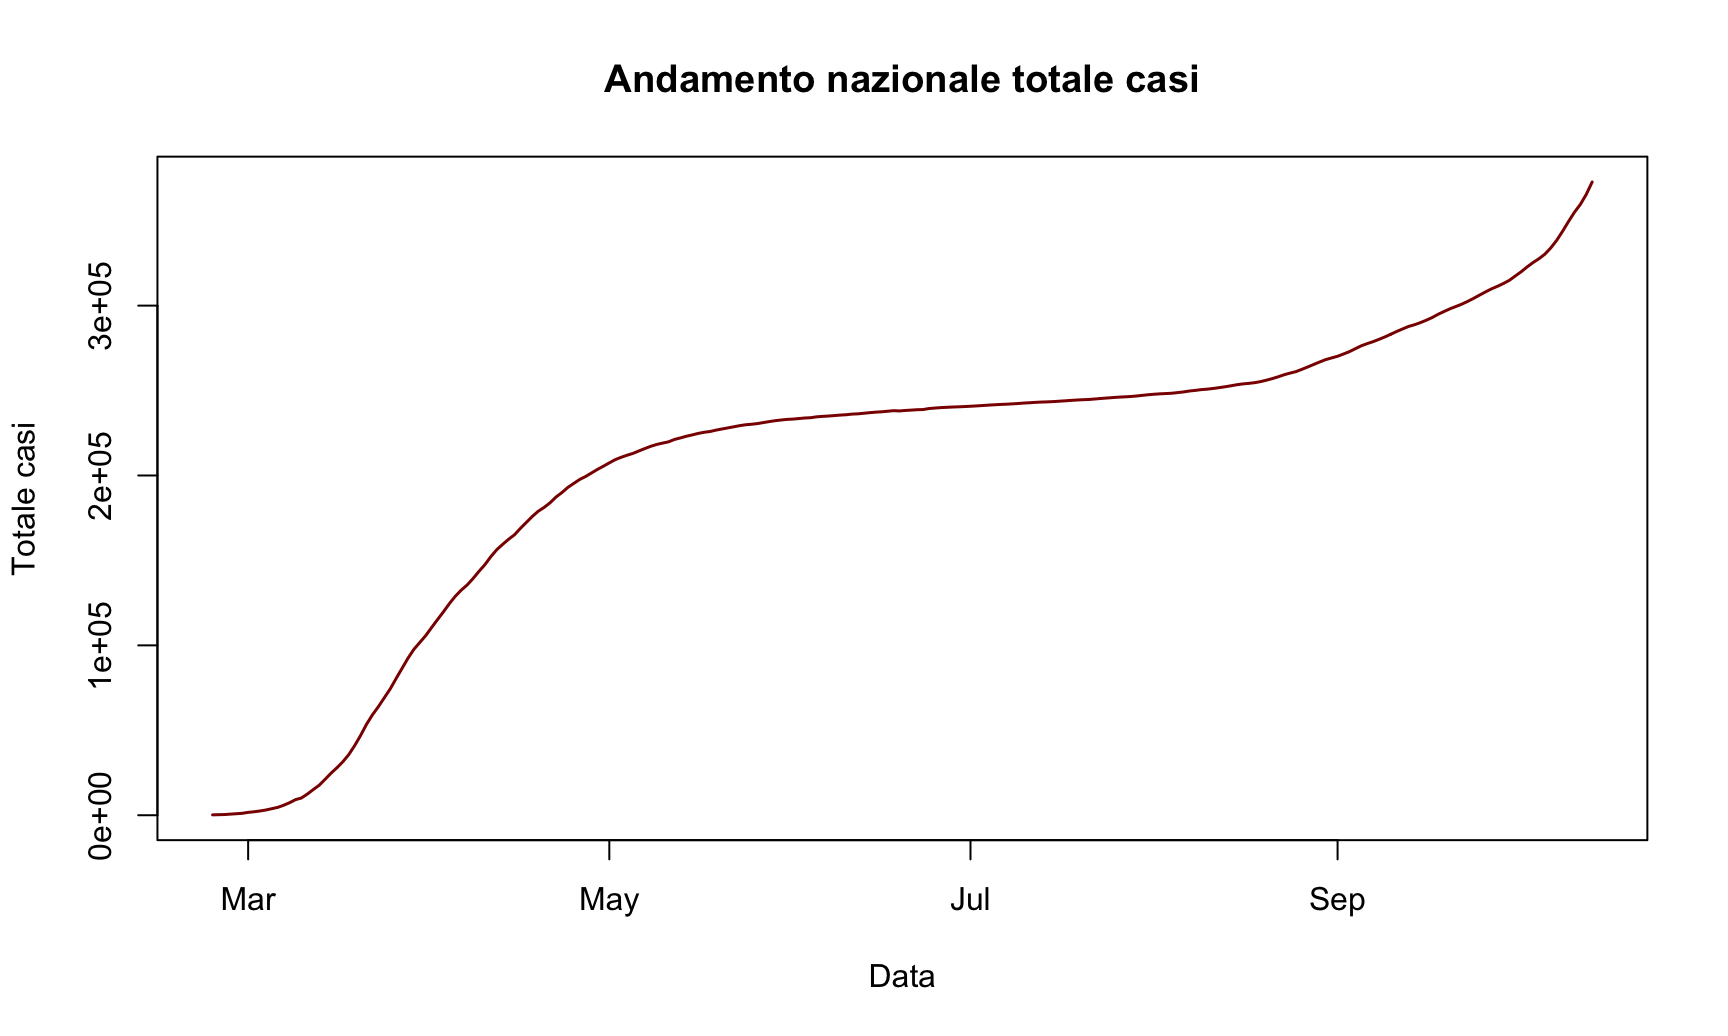 Andamento nazionale totale casi
Totale casi
3e+05
2e+05
1e+05
0e+00
Mar May Jul Sep
Data